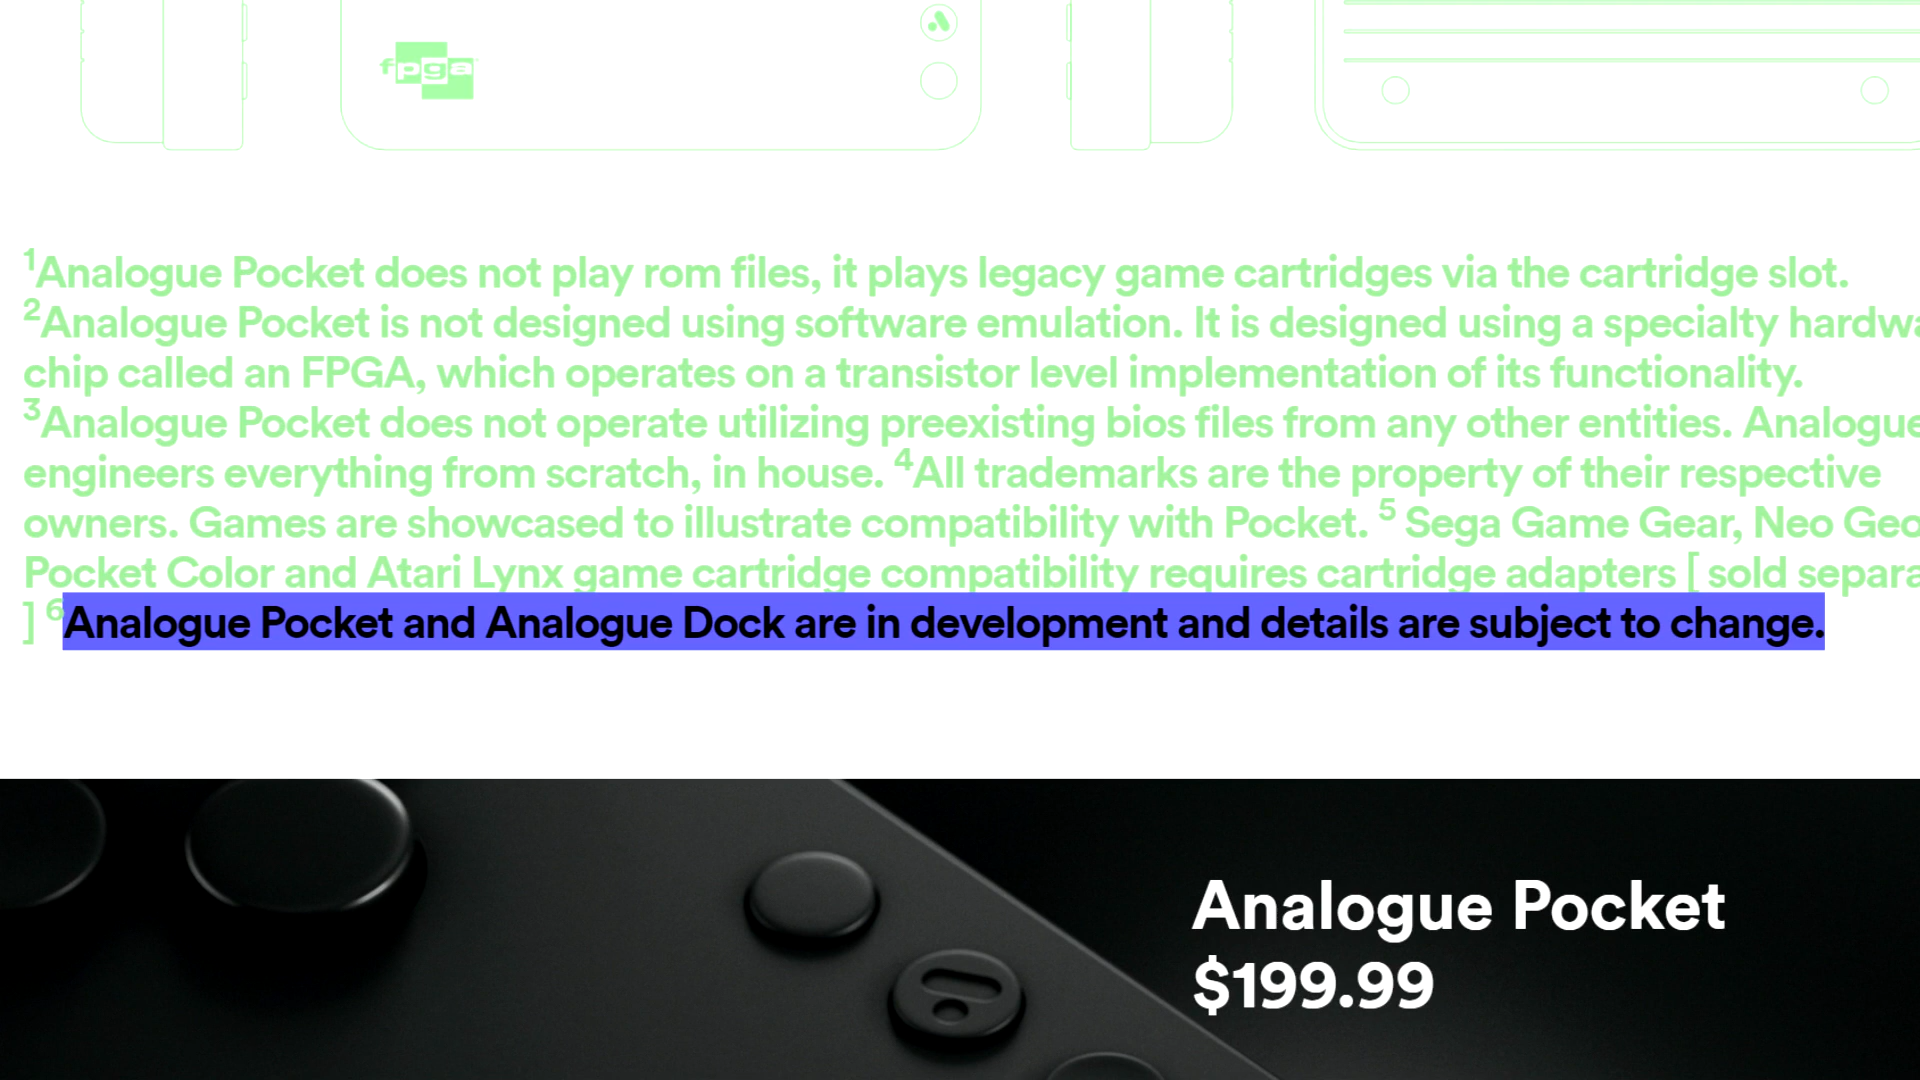 fpga
¹Analogue Pocket does not play rom files, it plays legacy game cartridges via the cartridge slot.
²Analogue Pocket is not designed using software emulation. It is designed using a specialty hardwa
chip called an FPGA, which operates on a transistor level implementation of its functionality.
³Analogue Pocket does not operate utilizing preexisting bios files from any other entities. Analogue
engineers everything from scratch, in house. ⁴All trademarks are the property of their respective
owners. Games are showcased to illustrate compatibility with Pocket. ⁵ Sega Game Gear, Neo Geo
Pocket Color and Atari Lynx game cartridge compatibility requires cartridge adapters [ sold separa
] ⁶Analogue Pocket and Analogue Dock are in development and details are subject to change.
Analogue Pocket
$199.99